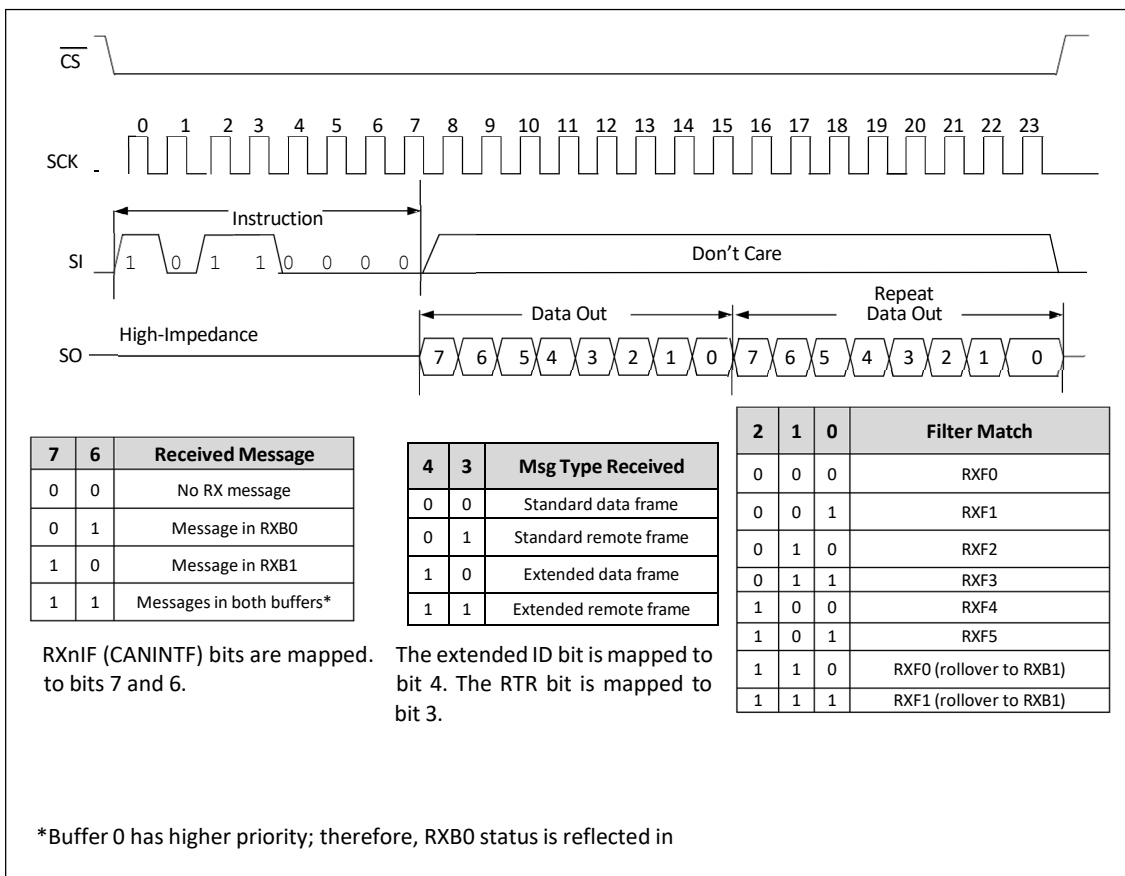 CS
0 1 2 3 4 5 6 7 8 9 10 11 12 13 14 15 16 17 18 19 20 21 22 23
SCK
Instruction
SI 1 0 1 1 0 0 0 0 Don't Care
Repeat
Data Out Data Out
High-Impedance
SO 7 6 5 4 3 2 1 0 7 6 5 4 3 2 1 0
7 6 Received Message
0 0 No RX message
0 1 Message in RXB0
1 0 Message in RXB1
1 1 Messages in both buffers*
RXnIF (CANINTF) bits are mapped.
to bits 7 and 6.
4 3 Msg Type Received
0 0 Standard data frame
0 1 Standard remote frame
1 0 Extended data frame
1 1 Extended remote frame
The extended ID bit is mapped to
bit 4. The RTR bit is mapped to
bit 3.
2 1 0 Filter Match
0 0 0 RXF0
0 0 1 RXF1
0 1 0 RXF2
0 1 1 RXF3
1 0 0 RXF4
1 0 1 RXF5
1 1 0 RXF0 (rollover to RXB1)
1 1 1 RXF1 (rollover to RXB1)
*Buffer 0 has higher priority; therefore, RXB0 status is reflected in